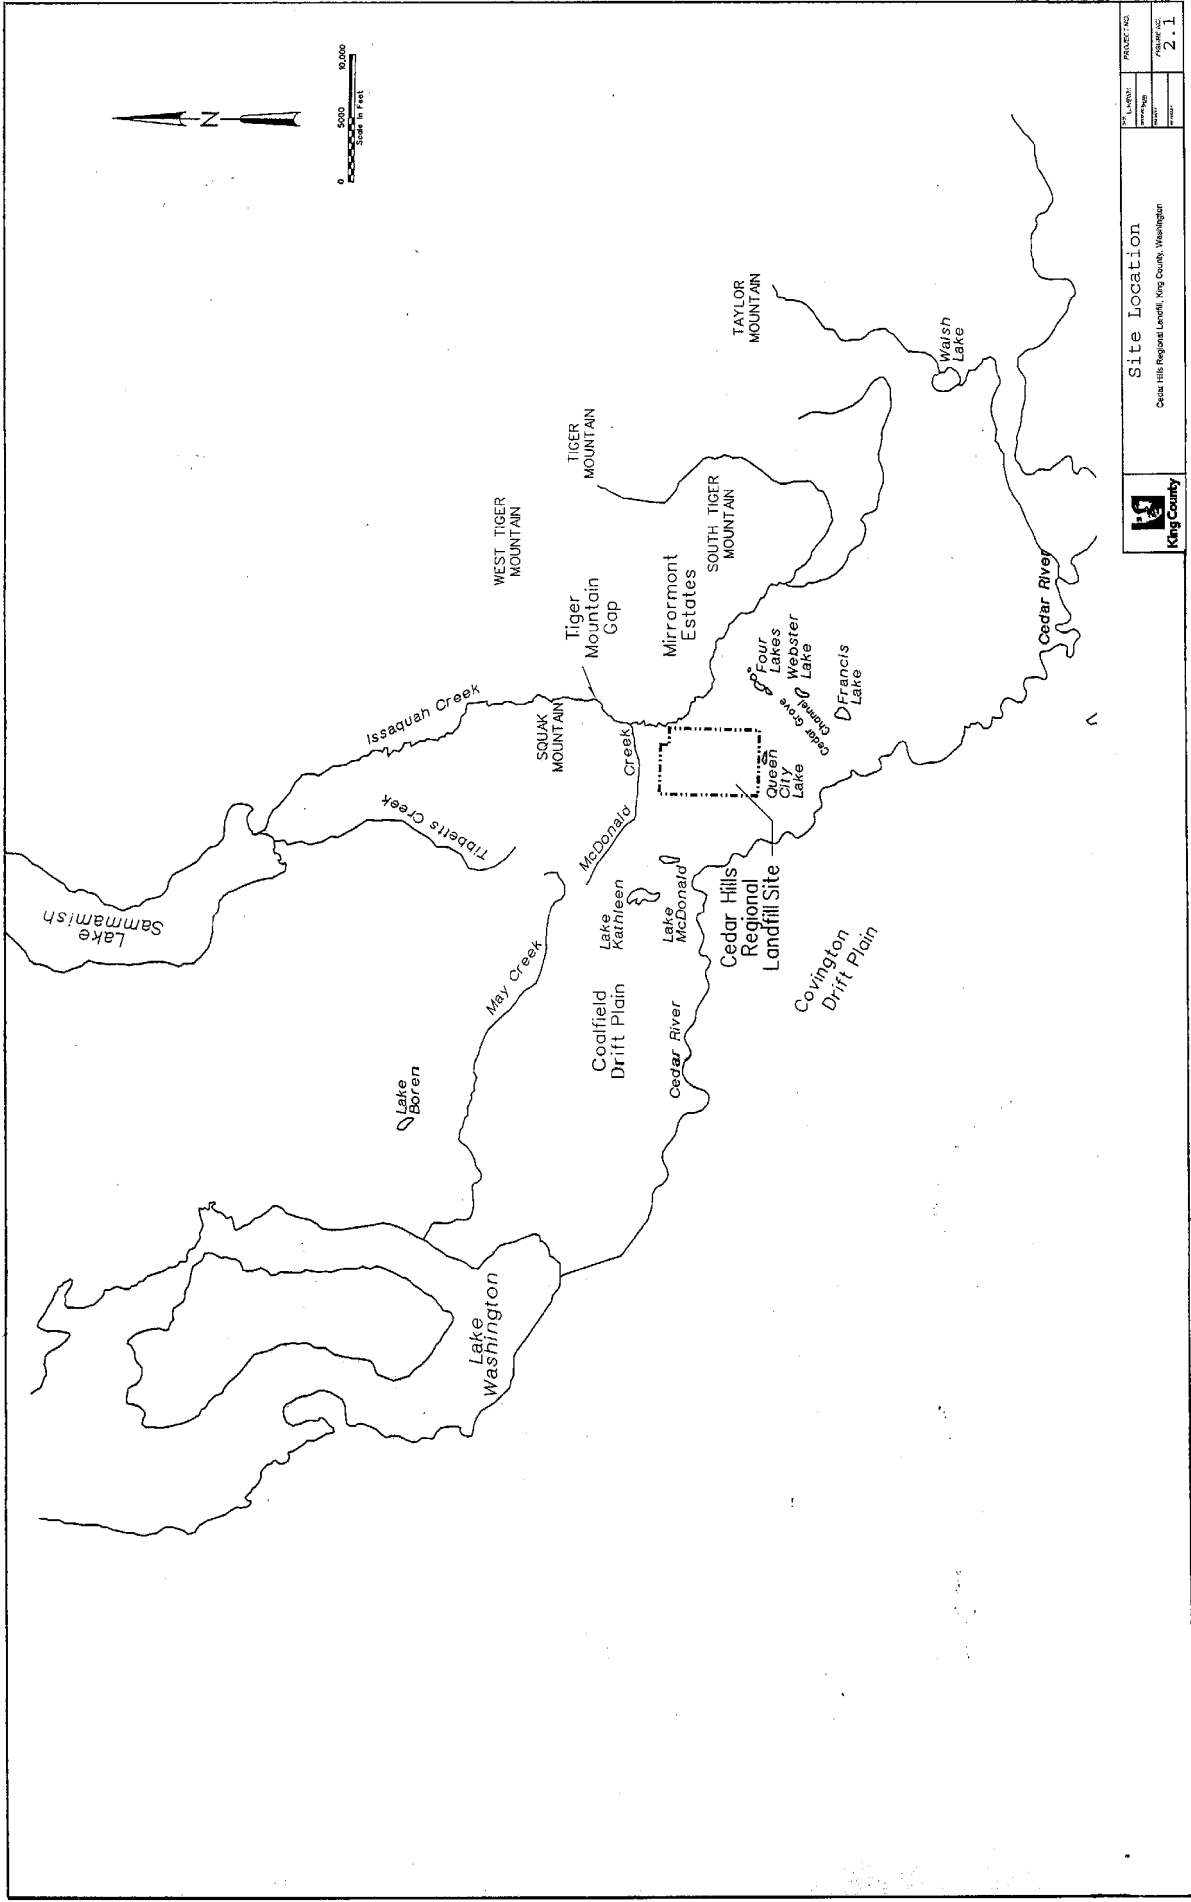 N
0 5000 10,000
Scale in Feet
Lake
Sammamish
Issaquah Creek
Tibbetts Creek
SQUAK
MOUNTAIN
WEST TIGER
MOUNTAIN
TIGER
MOUNTAIN
Tiger
Mountain
Gap
Mirrormont
Estates
SOUTH TIGER
MOUNTAIN
TAYLOR
MOUNTAIN
Walsh
Lake
Lake
Boren
May Creek
McDonald
Creek
Lake
Kathleen
Lake
McDonald
Coalfield
Drift Plain
Cedar River
Cedar Hills
Regional
Landfill Site
Queen
City
Lake
Four
Lakes
Webster
Lake
Cedar Grove
Channel
Francis
Lake
Covington
Drift Plain
Cedar River
Lake
Washington
King County
Site Location
Cedar Hills Regional Landfill, King County, Washington
PROJECT NO.
FIGURE NO.
2.1